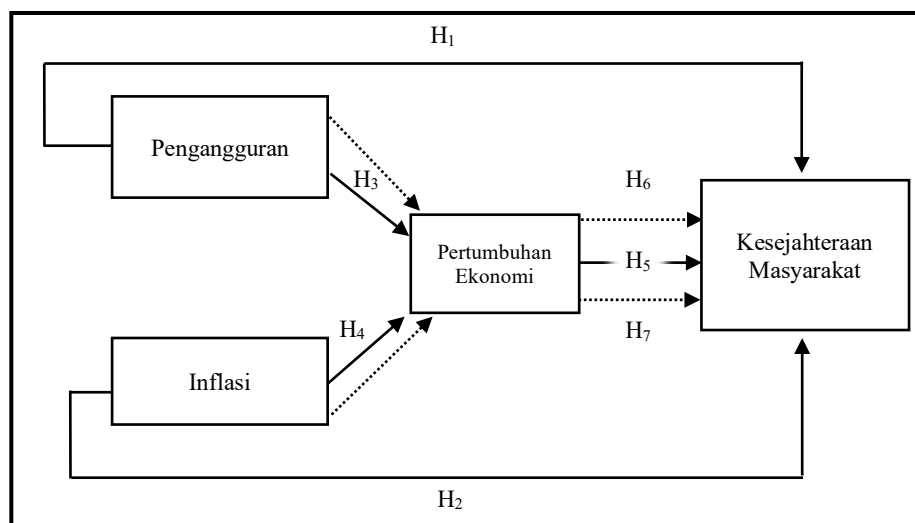 H₁
Pengangguran
H₃
H₆
Pertumbuhan
Ekonomi
H₅
Kesejahteraan
Masyarakat
H₄
H₇
Inflasi
H₂